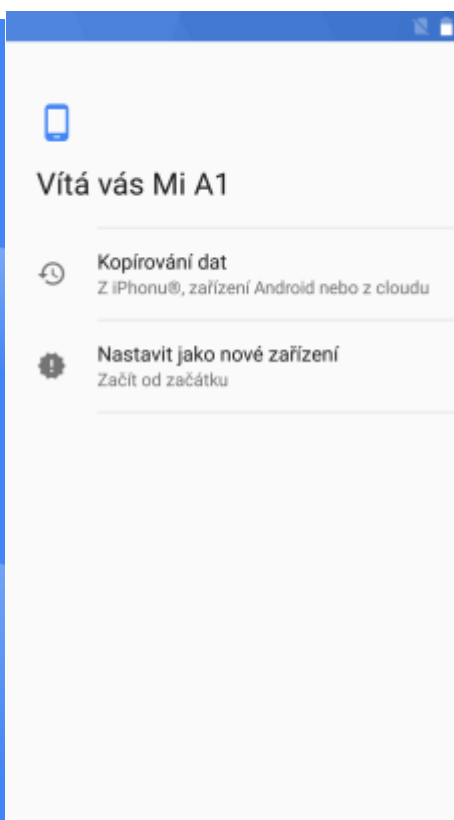 Vítá vás Mi A1
Kopírování dat
Z iPhonu®, zařízení Android nebo z cloudu
Nastavit jako nové zařízení
Začít od začátku